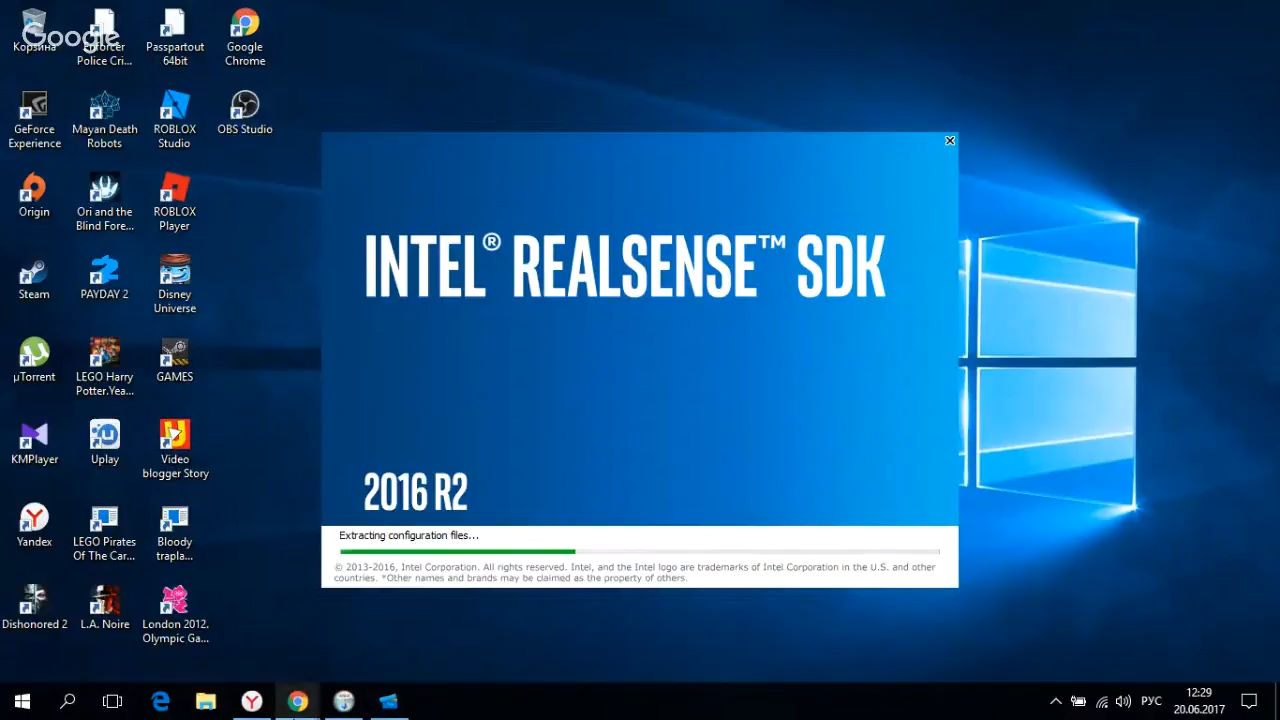 Google
Корзина
Enforcer
Police Cri...
Passpartout
64bit
Google
Chrome
GeForce
Experience
Mayan Death
Robots
ROBLOX
Studio
OBS Studio
Origin
Ori and the
Blind Fore...
ROBLOX
Player
Steam
PAYDAY 2
Disney
Universe
µTorrent
LEGO Harry
Potter.Yea...
GAMES
KMPlayer
Uplay
Video
blogger Story
Yandex
LEGO Pirates
Of The Car...
Bloody
trapla...
Dishonored 2
L.A. Noire
London 2012.
Olympic Ga...
INTEL® REALSENSE™ SDK
2016 R2
Extracting configuration files...
© 2013-2016, Intel Corporation. All rights reserved. Intel, and the Intel logo are trademarks of Intel Corporation in the U.S. and other
countries. *Other names and brands may be claimed as the property of others.
РУС
12:29
20.06.2017